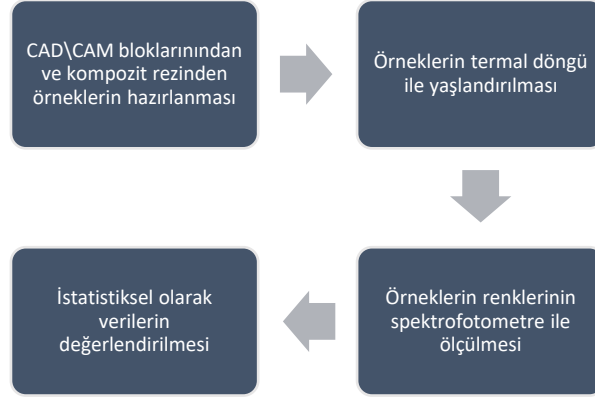 CAD\CAM bloklarınından
ve kompozit rezinden
örneklerin hazırlanması
Örneklerin termal döngü
ile yaşlandırılması
Örneklerin renklerinin
spektrofotometre ile
ölçülmesi
İstatistiksel olarak
verilerin
değerlendirilmesi